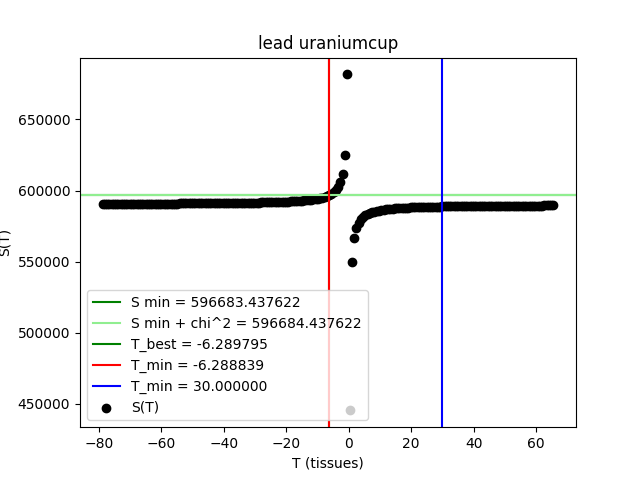 lead uraniumcup
S(T)
650000
600000
550000
500000
450000
S min = 596683.437622
S min + chi^2 = 596684.437622
T_best = -6.289795
T_min = -6.288839
T_min = 30.000000
S(T)
−80 −60 −40 −20 0 20 40 60
T (tissues)